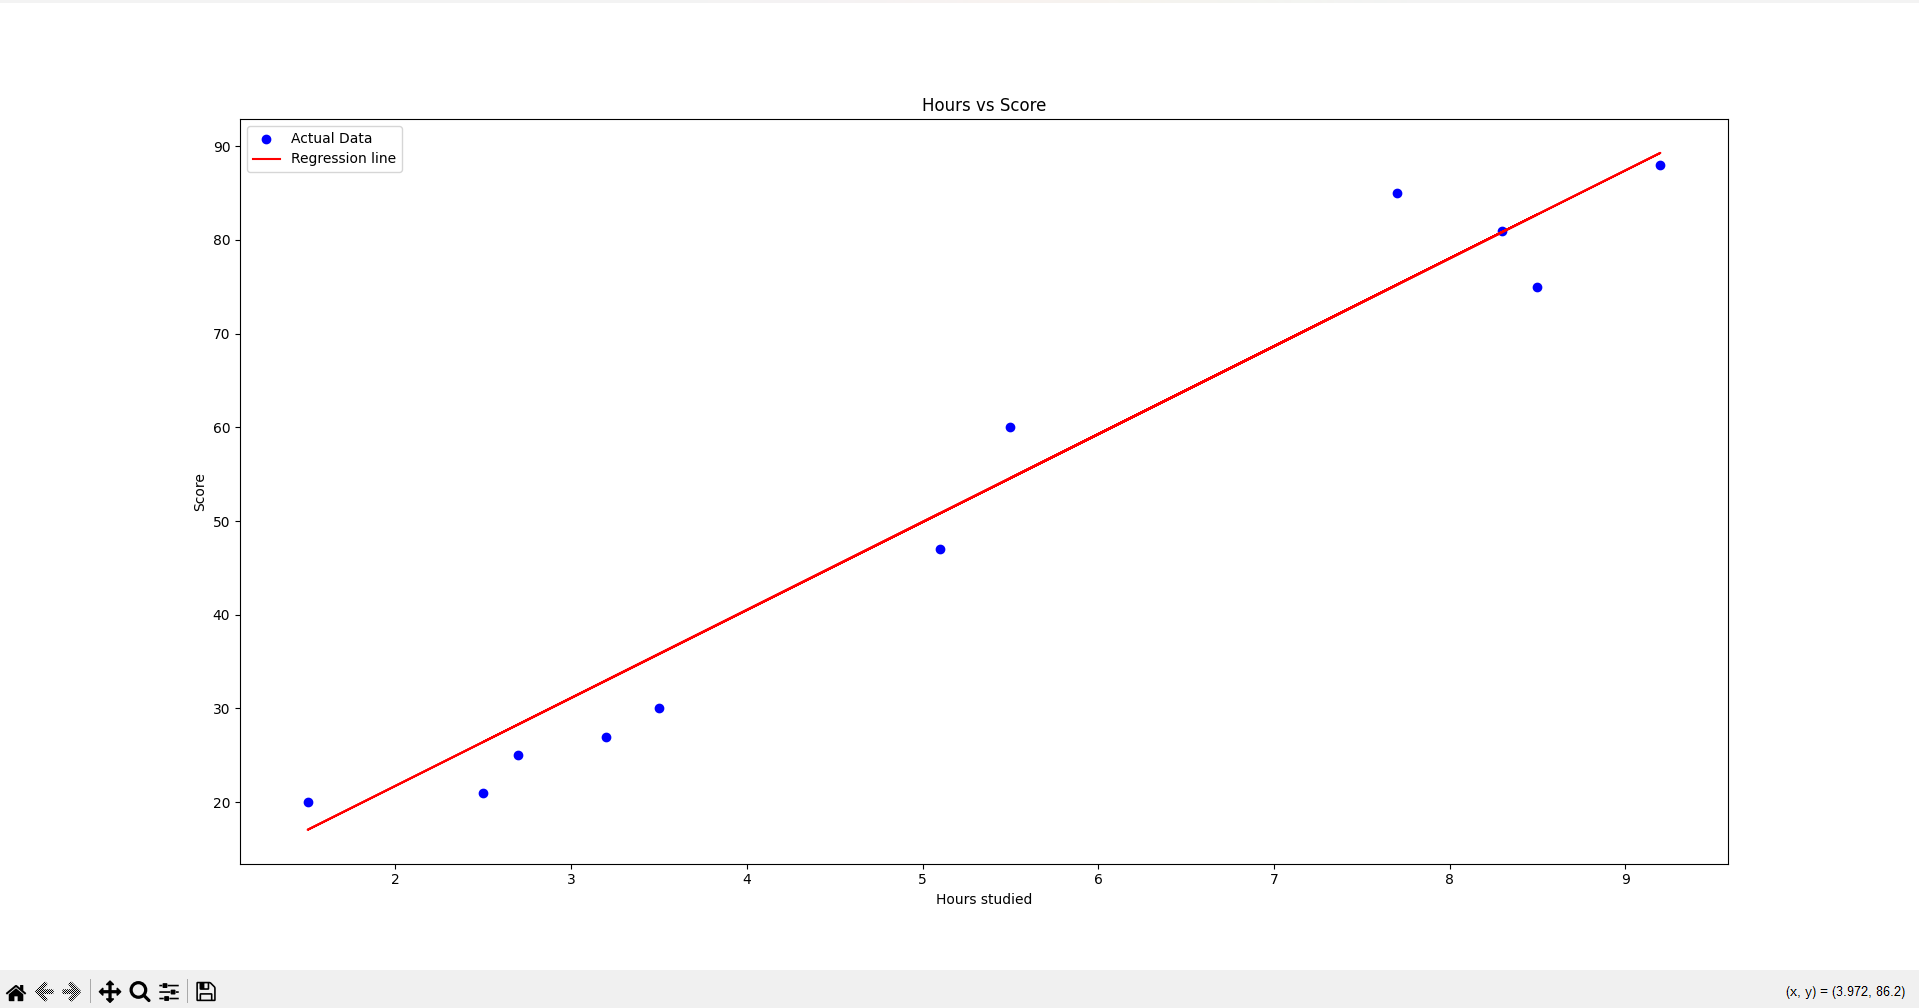 Hours vs Score
Actual Data
Regression line
90
80
70
60
50
40
30
20
Score
2 3 4 5 6 7 8 9
Hours studied
(x, y) = (3.972, 86.2)